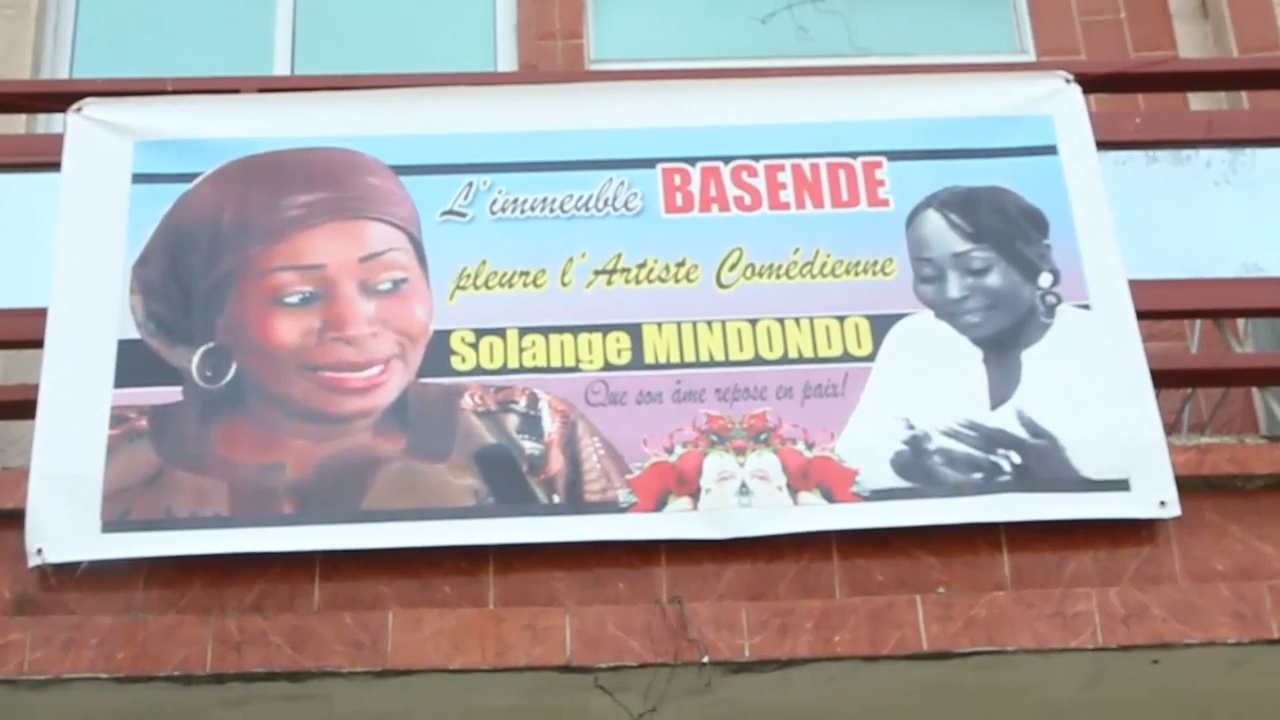 L'immeuble BASENDE
pleure l'Artiste Comédienne
Solange MINDONDO
Que son âme repose en paix!